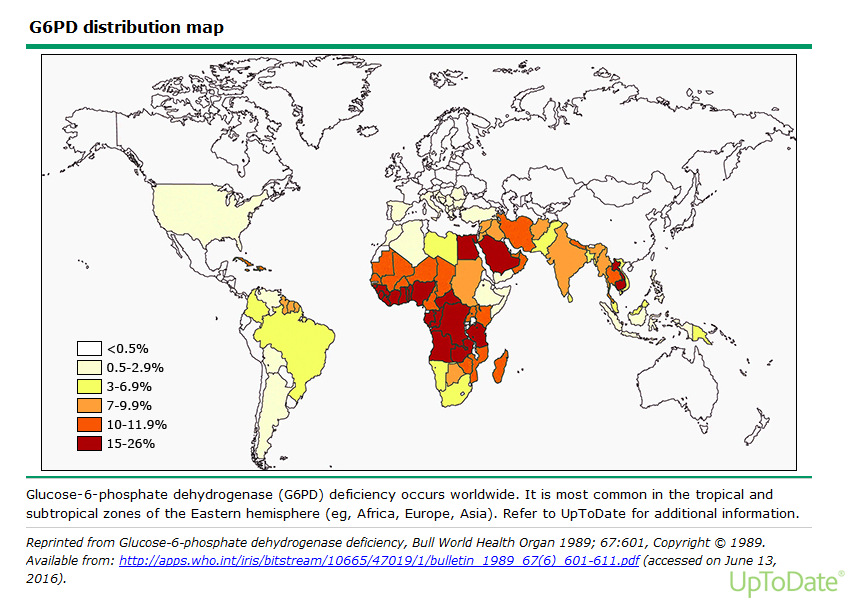 G6PD distribution map
<0.5%
0.5-2.9%
3-6.9%
7-9.9%
10-11.9%
15-26%
Glucose-6-phosphate dehydrogenase (G6PD) deficiency occurs worldwide. It is most common in the tropical and
subtropical zones of the Eastern hemisphere (eg, Africa, Europe, Asia). Refer to UpToDate for additional information.
Reprinted from Glucose-6-phosphate dehydrogenase deficiency, Bull World Health Organ 1989; 67:601, Copyright © 1989.
Available from: http://apps.who.int/iris/bitstream/10665/47019/1/bulletin_1989_67(6)_601-611.pdf (accessed on June 13,
2016).
UpToDate®